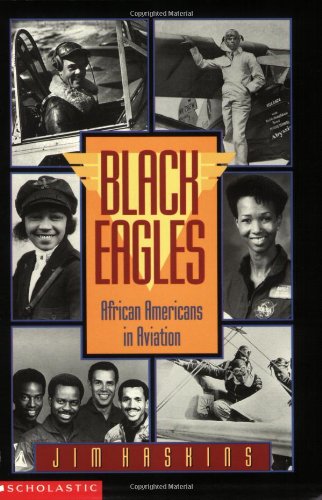 BLACK
EAGLES
African Americans
in Aviation
JIM HASKINS
SCHOLASTIC